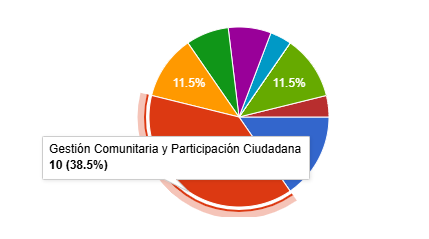 11.5%
11.5%
Gestión Comunitaria y Participación Ciudadana
10 (38.5%)